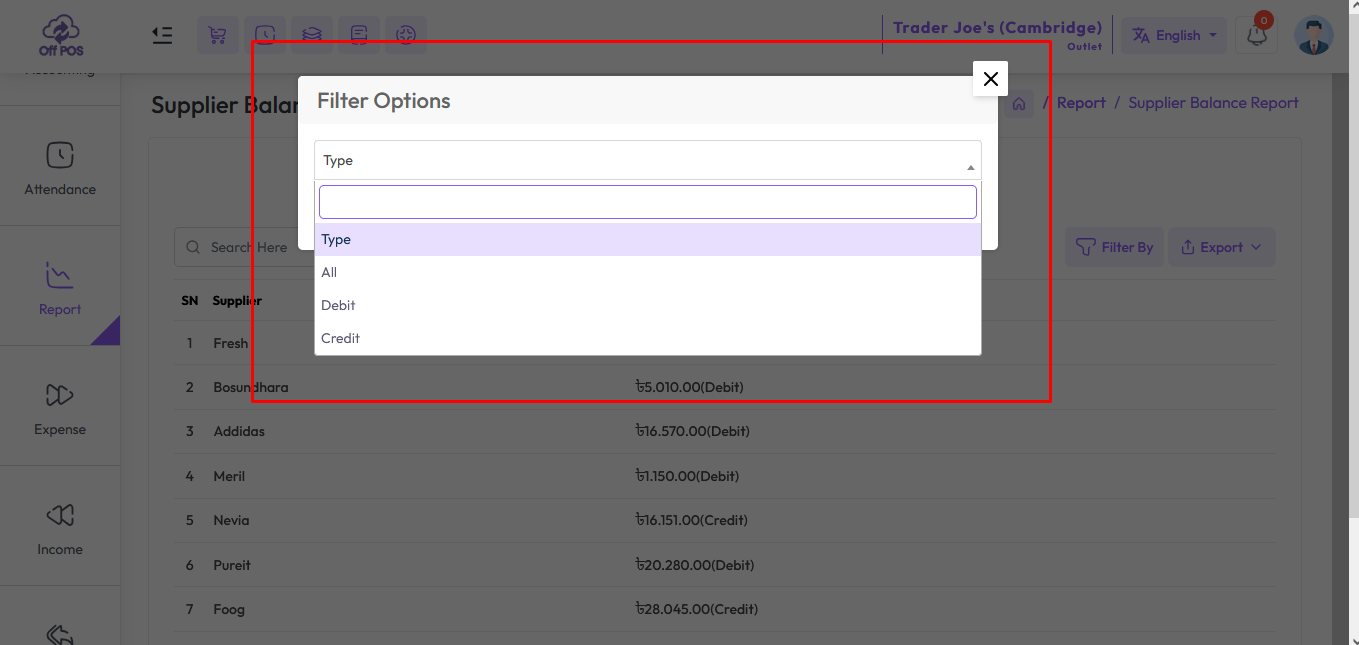 Off POS
Trader Joe's (Cambridge)
Outlet
English
0
Supplier Balan
/ Report / Supplier Balance Report
Filter Options
Type
Type
All
Debit
Credit
Attendance
Report
Expense
Income
Search Here
Filter By
Export
SN Supplier
1 Fresh
2 Bosundhara ৳5.010.00(Debit)
3 Addidas ৳16.570.00(Debit)
4 Meril ৳1.150.00(Debit)
5 Nevia ৳16.151.00(Credit)
6 Pureit ৳20.280.00(Debit)
7 Foog ৳28.045.00(Credit)